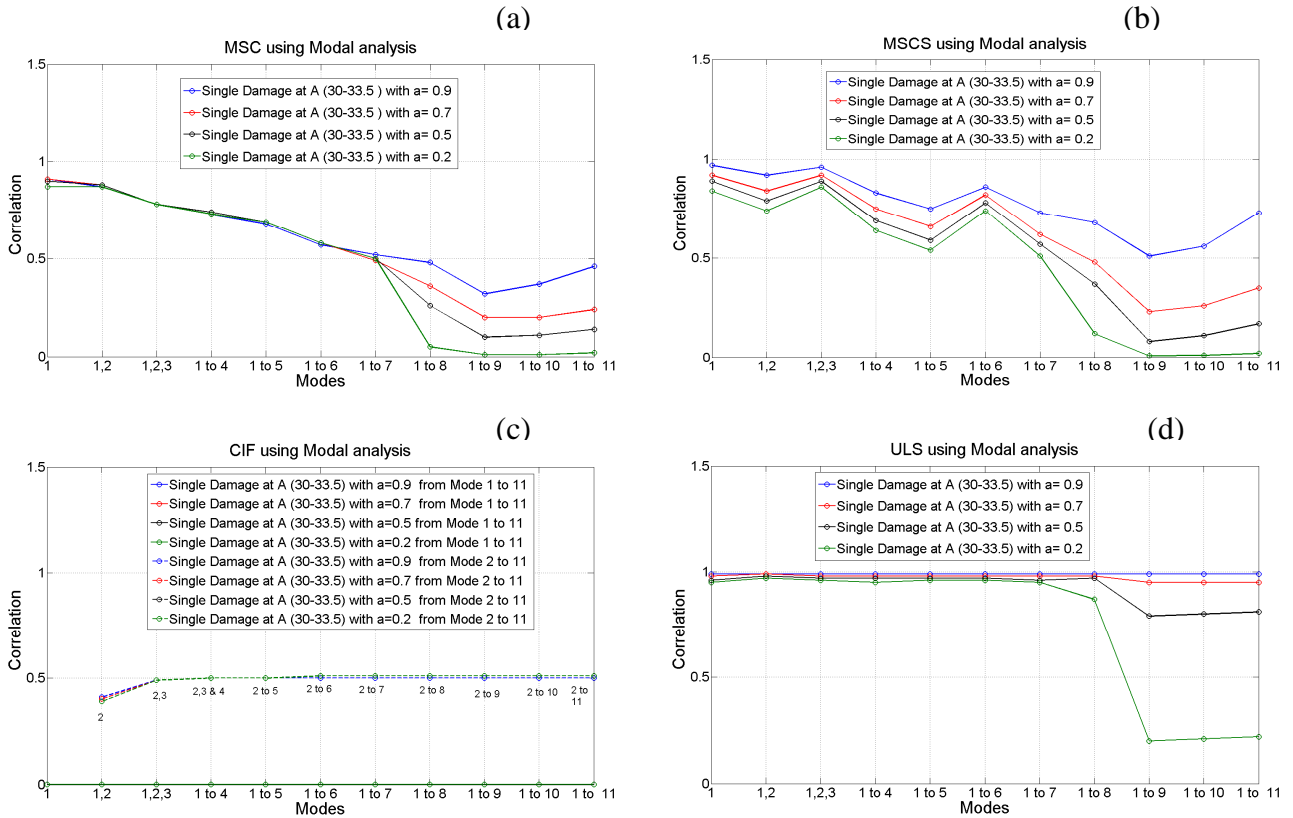 (a)
MSC using Modal analysis
1.5
1
0.5
0
Correlation
Single Damage at A (30-33.5 ) with a= 0.9
Single Damage at A (30-33.5 ) with a= 0.7
Single Damage at A (30-33.5 ) with a= 0.5
Single Damage at A (30-33.5 ) with a= 0.2
1 1,2 1,2,3 1 to 4 1 to 5 1 to 6 1 to 7 1 to 8 1 to 9 1 to 10 1 to 11
Modes
(b)
MSCS using Modal analysis
1.5
1
0.5
0
Correlation
Single Damage at A (30-33.5) with a= 0.9
Single Damage at A (30-33.5) with a= 0.7
Single Damage at A (30-33.5) with a= 0.5
Single Damage at A (30-33.5) with a= 0.2
1 1,2 1,2,3 1 to 4 1 to 5 1 to 6 1 to 7 1 to 8 1 to 9 1 to 10 1 to 11
Modes
(c)
CIF using Modal analysis
1.5
1
0.5
0
Correlation
Single Damage at A (30-33.5) with a=0.9 from Mode 1 to 11
Single Damage at A (30-33.5) with a=0.7 from Mode 1 to 11
Single Damage at A (30-33.5) with a=0.5 from Mode 1 to 11
Single Damage at A (30-33.5) with a=0.2 from Mode 1 to 11
Single Damage at A (30-33.5) with a=0.9 from Mode 2 to 11
Single Damage at A (30-33.5) with a=0.7 from Mode 2 to 11
Single Damage at A (30-33.5) with a=0.5 from Mode 2 to 11
Single Damage at A (30-33.5) with a=0.2 from Mode 2 to 11
2 2,3 2,3 & 4 2 to 5 2 to 6 2 to 7 2 to 8 2 to 9 2 to 10 2 to 11
1 1,2 1,2,3 1 to 4 1 to 5 1 to 6 1 to 7 1 to 8 1 to 9 1 to 10 1 to 11
Modes
(d)
ULS using Modal analysis
1.5
1
0.5
0
Correlation
Single Damage at A (30-33.5) with a= 0.9
Single Damage at A (30-33.5) with a= 0.7
Single Damage at A (30-33.5) with a= 0.5
Single Damage at A (30-33.5) with a= 0.2
1 1,2 1,2,3 1 to 4 1 to 5 1 to 6 1 to 7 1 to 8 1 to 9 1 to 10 1 to 11
Modes